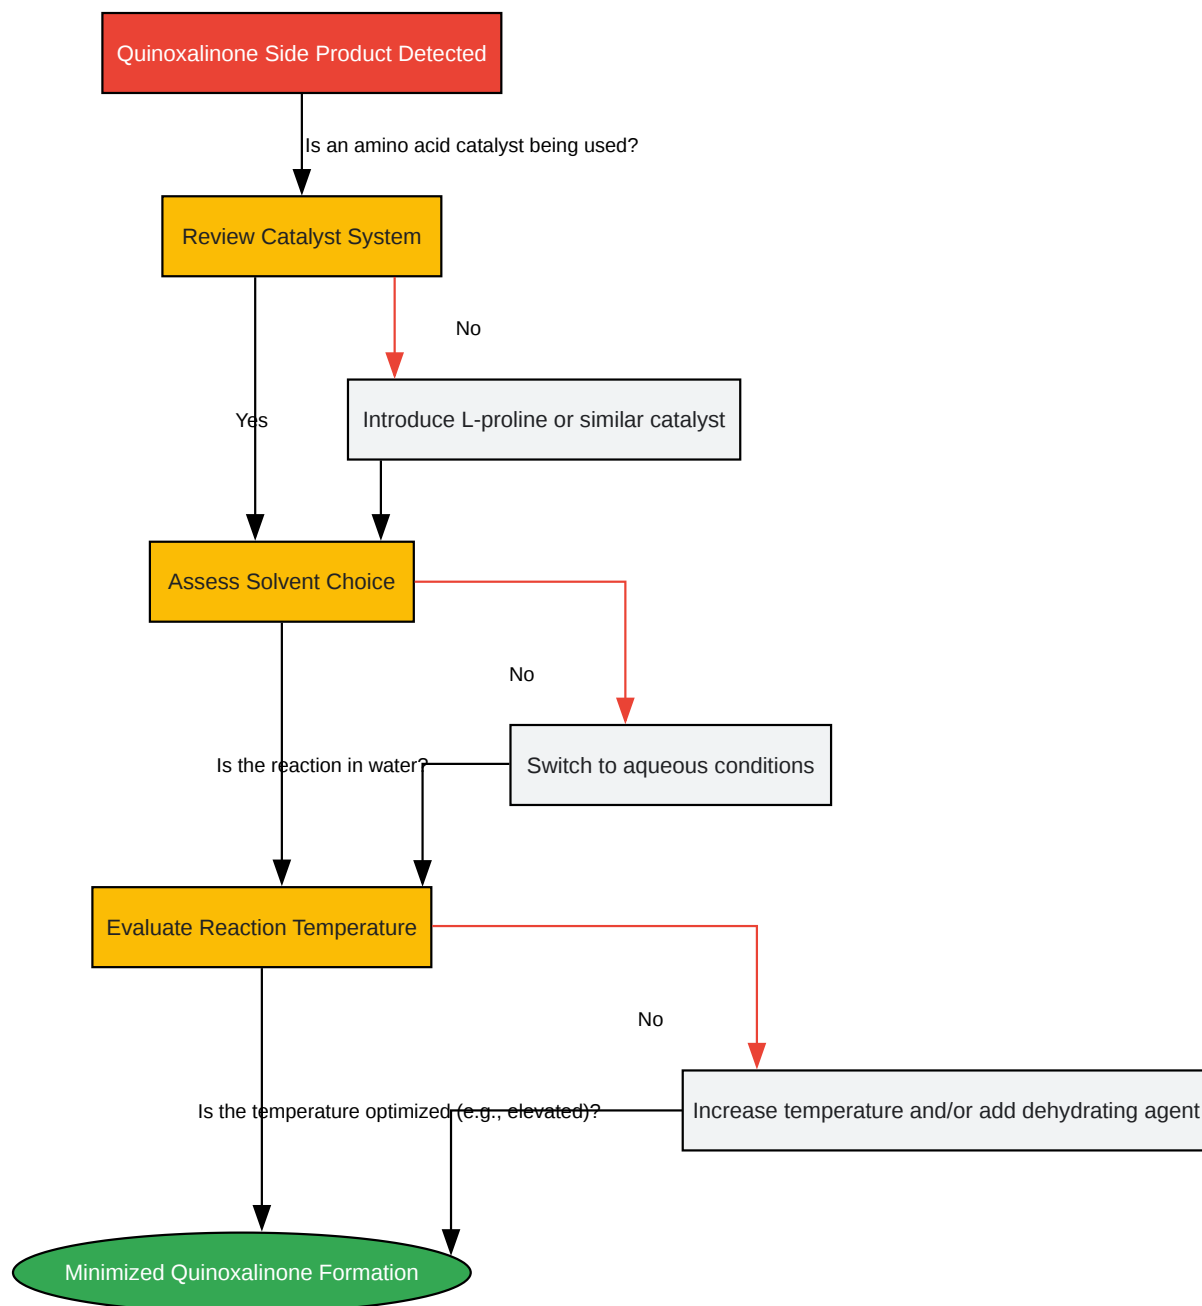 Quinoxalinone Side Product Detected
Is an amino acid catalyst being used?
Review Catalyst System
No
Yes
Introduce L-proline or similar catalyst
Assess Solvent Choice
No
Is the reaction in water?
Switch to aqueous conditions
Evaluate Reaction Temperature
No
Is the temperature optimized (e.g., elevated)?
Increase temperature and/or add dehydrating agent
Minimized Quinoxalinone Formation